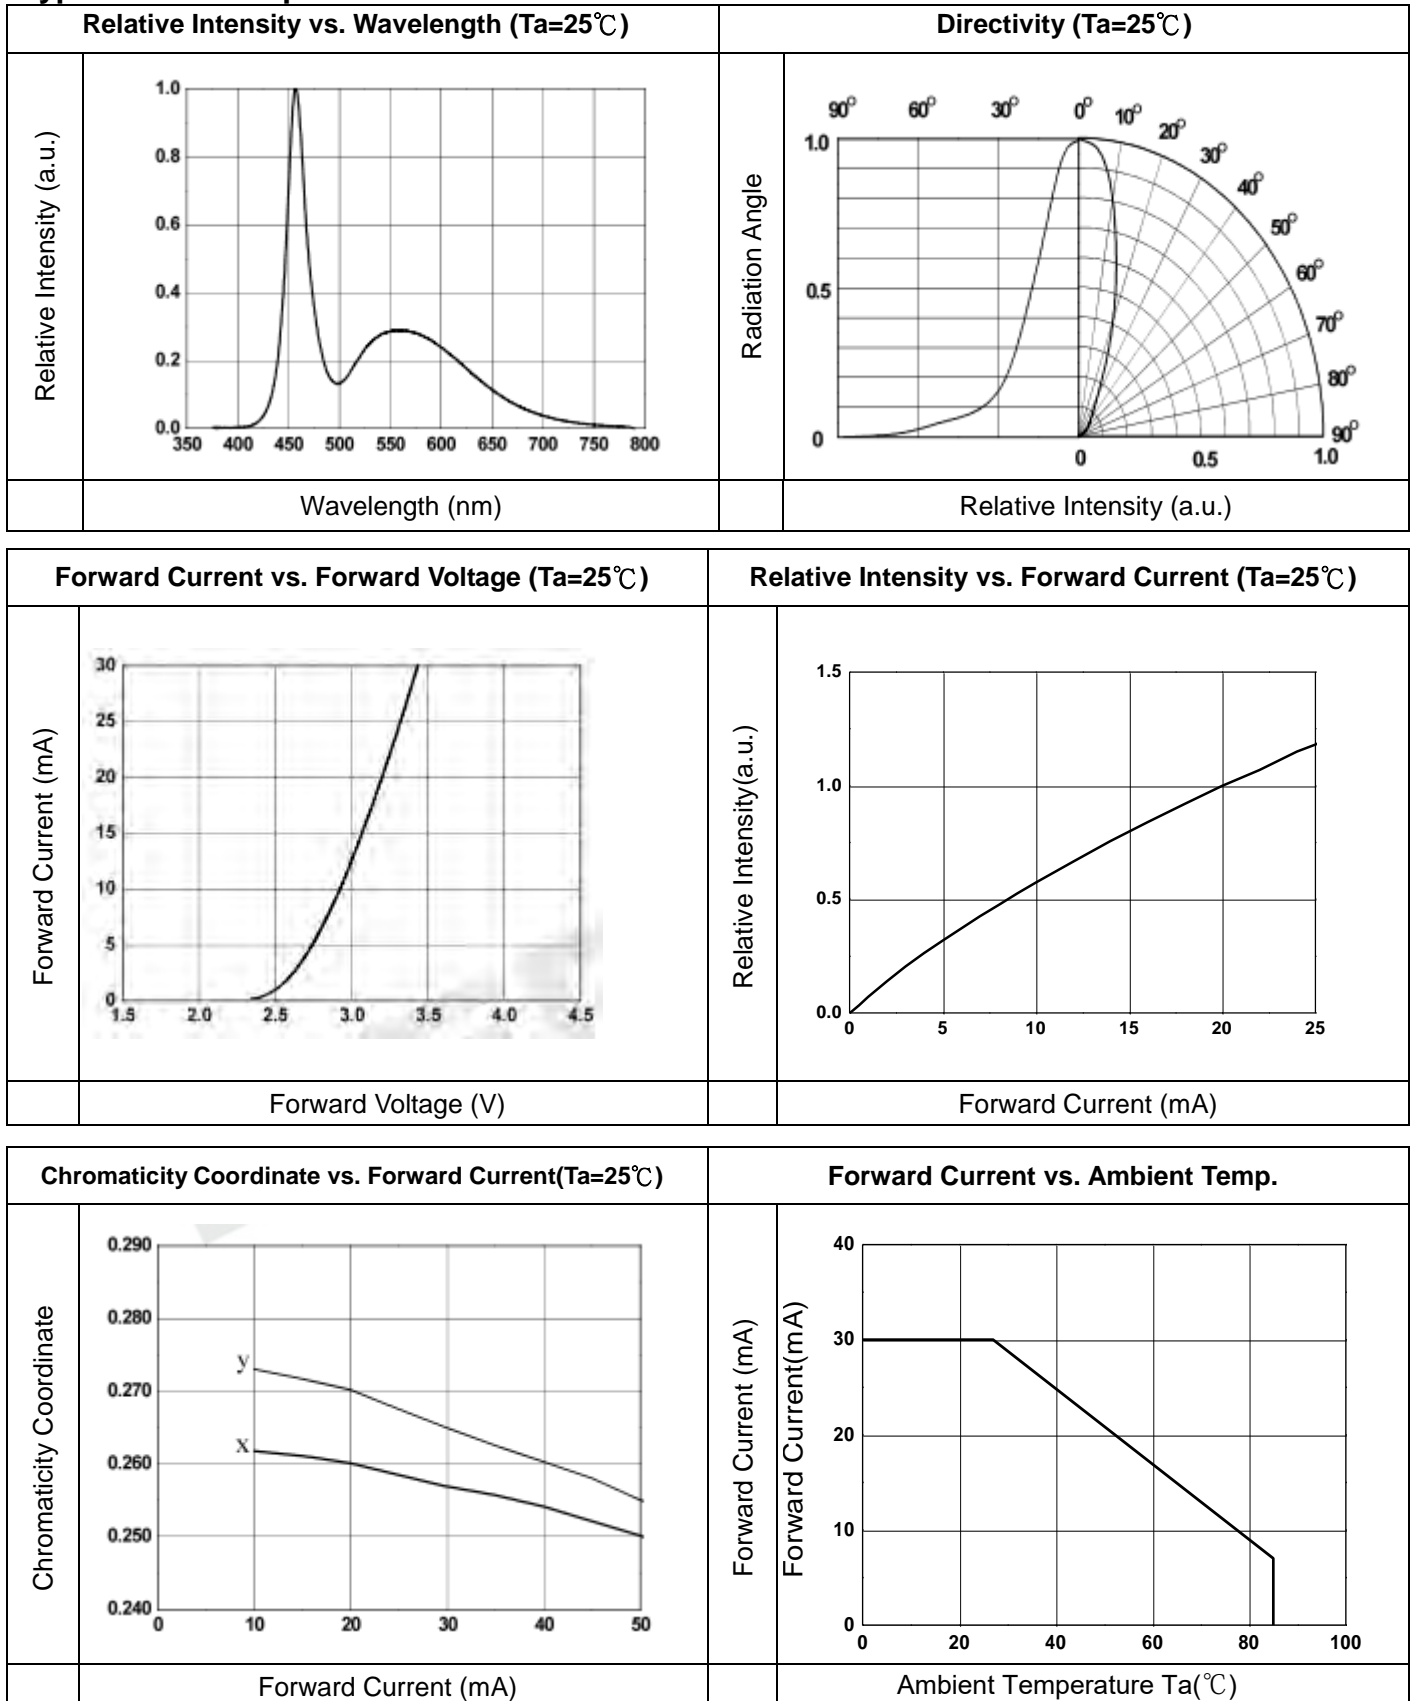 Relative Intensity vs. Wavelength (Ta=25℃)
Relative Intensity (a.u.)
1.0
0.8
0.6
0.4
0.2
0.0
350 400 450 500 550 600 650 700 750 800
Wavelength (nm)
Directivity (Ta=25℃)
Radiation Angle
90° 60° 30° 0° 10° 20° 30° 40° 50° 60° 70° 80° 90°
1.0
0.5
0
0 0.5 1.0
Relative Intensity (a.u.)
Forward Current vs. Forward Voltage (Ta=25℃)
Forward Current (mA)
30
25
20
15
10
5
0
1.5 2.0 2.5 3.0 3.5 4.0 4.5
Forward Voltage (V)
Relative Intensity vs. Forward Current (Ta=25℃)
Relative Intensity(a.u.)
1.5
1.0
0.5
0.0
0 5 10 15 20 25
Forward Current (mA)
Chromaticity Coordinate vs. Forward Current(Ta=25℃)
Chromaticity Coordinate
0.290
0.280
0.270
0.260
0.250
0.240
y
x
0 10 20 30 40 50
Forward Current (mA)
Forward Current vs. Ambient Temp.
Forward Current (mA)
Forward Current(mA)
40
30
20
10
0
0 20 40 60 80 100
Ambient Temperature Ta(℃)